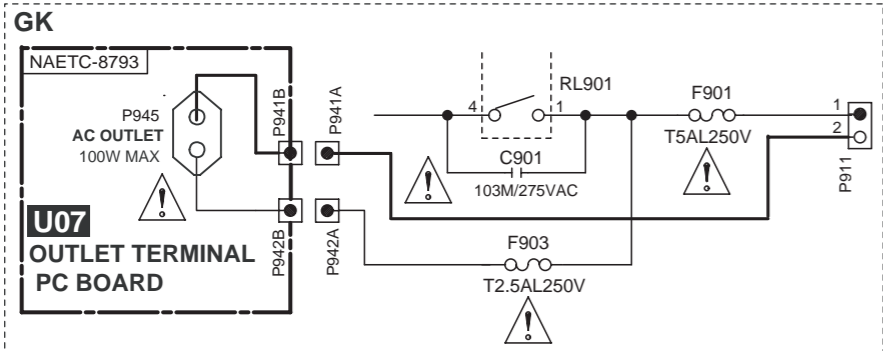 GK
NAETC-8793
P945
AC OUTLET
100W MAX
P941B
P941A
!
U07
OUTLET TERMINAL
PC BOARD
P942B
P942A
RL901
4
1
C901
103M/275VAC
!
F901
T5AL250V
!
1
2
P911
F903
T2.5AL250V
!